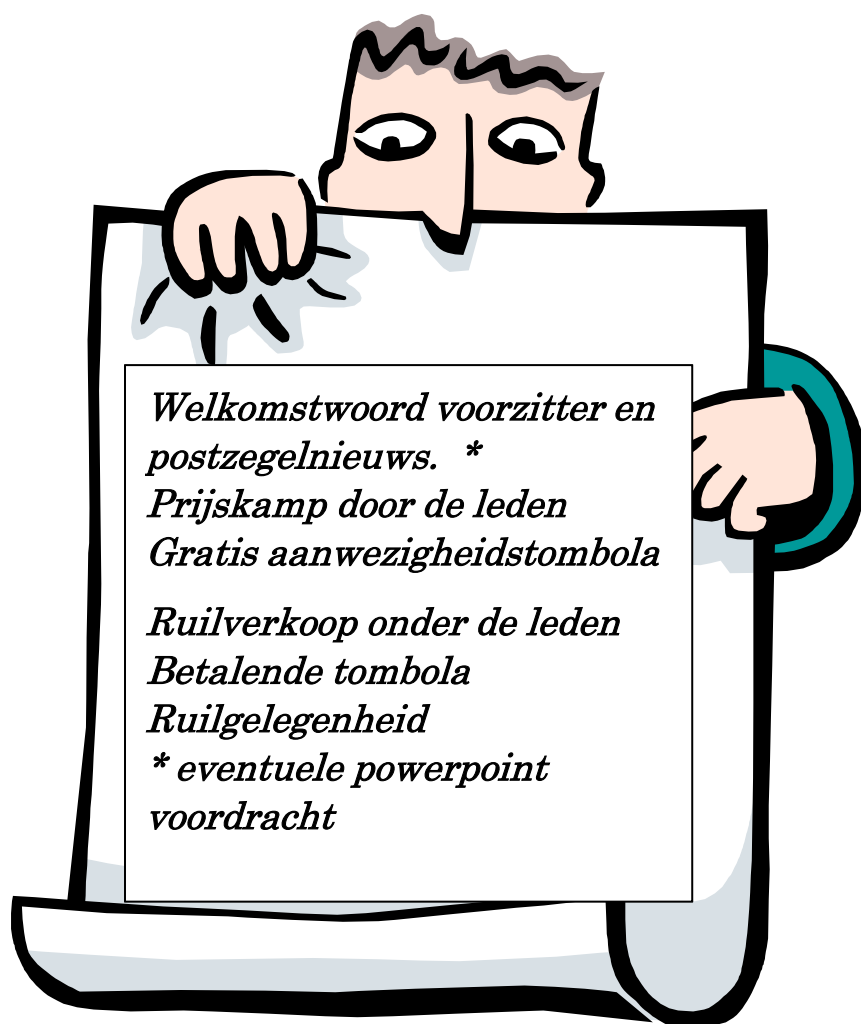 Welkomstwoord voorzitter en
postzegelnieuws. *
Prijskamp door de leden
Gratis aanwezigheidstombola
Ruilverkoop onder de leden
Betalende tombola
Ruilgelegenheid
* eventuele powerpoint
voordracht